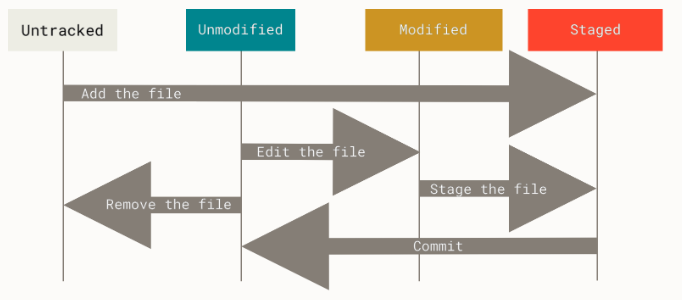 Untracked
Unmodified
Modified
Staged
Add the file
Edit the file
Stage the file
Remove the file
Commit